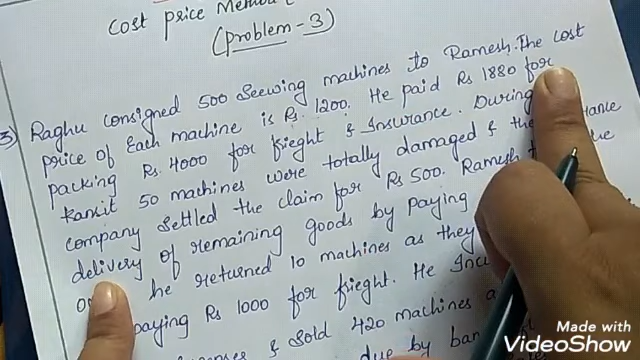 Cost price Method
(problem - 3)
3) Raghu consigned 500 Seewing machines to Ramesh. The cost
price of Each machine is Rs. 1200. He paid Rs 1880 for
packing Rs. 4000 for frieght & Insurance. During
transit 50 machines were totally damaged & the
company settled the claim for Rs 500. Ramesh
delivery of remaining goods by paying
he returned 10 machines as they
paying Rs 1000 for frieght. He
& Sold 420 machines
due by
Made with
VideoShow